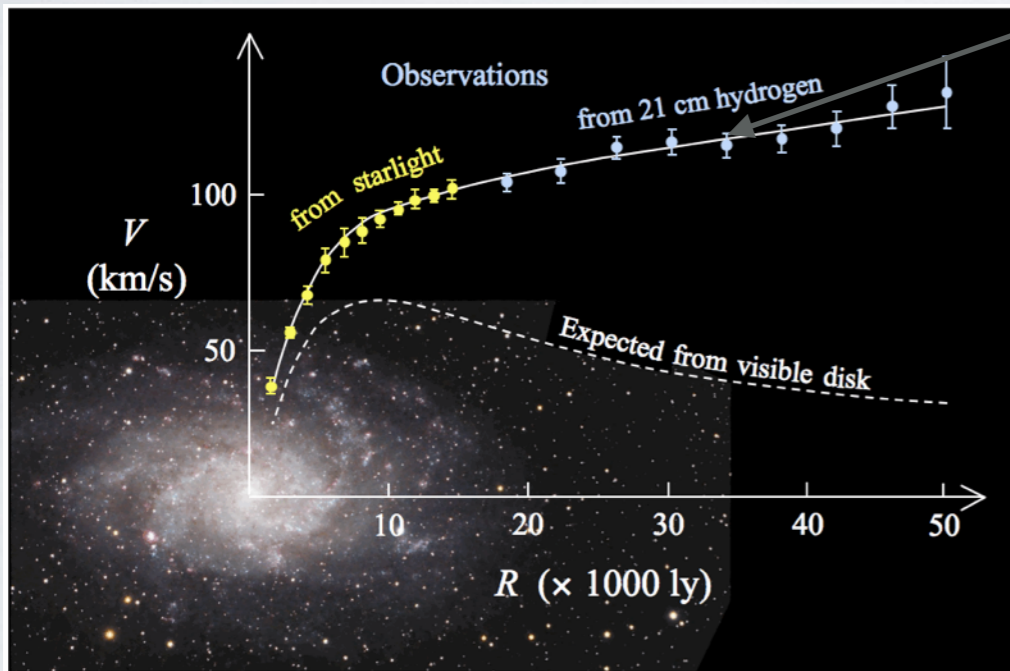 Observations
from 21 cm hydrogen
from starlight
100
V
(km/s)
50
Expected from visible disk
10 20 30 40 50
R (× 1000 ly)